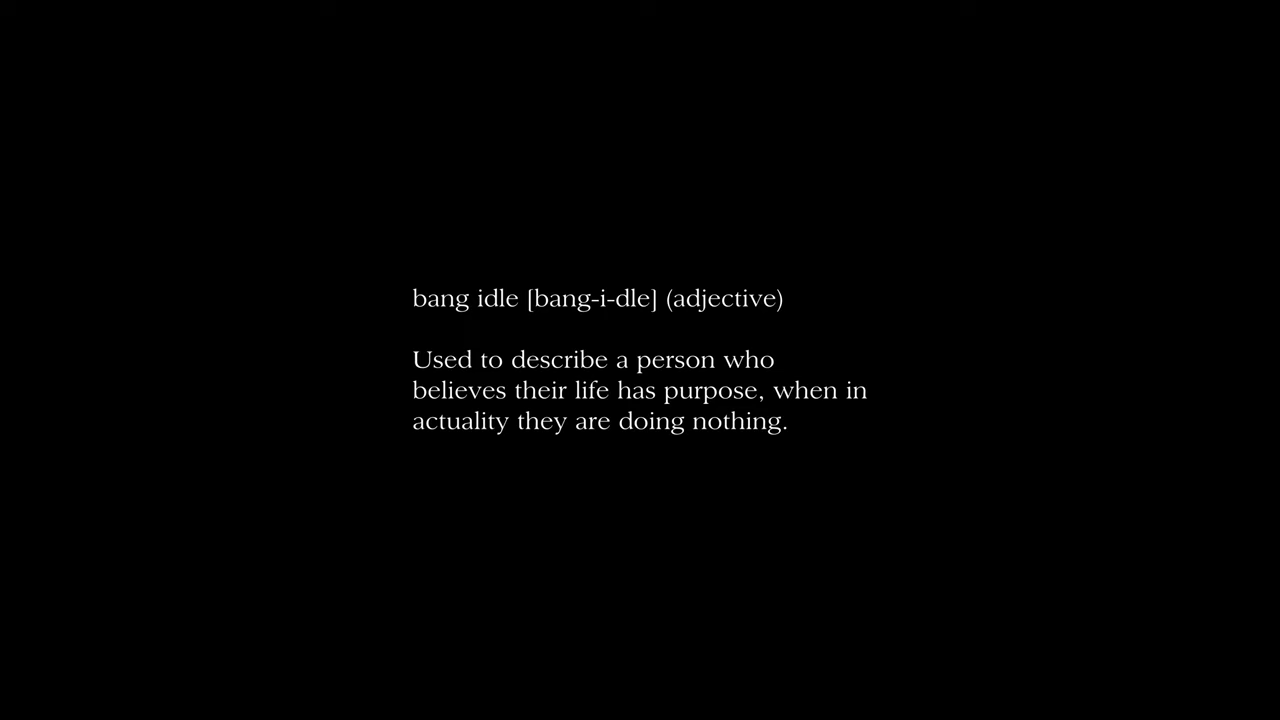 bang idle [bang-i-dle] (adjective)
Used to describe a person who
believes their life has purpose, when in
actuality they are doing nothing.